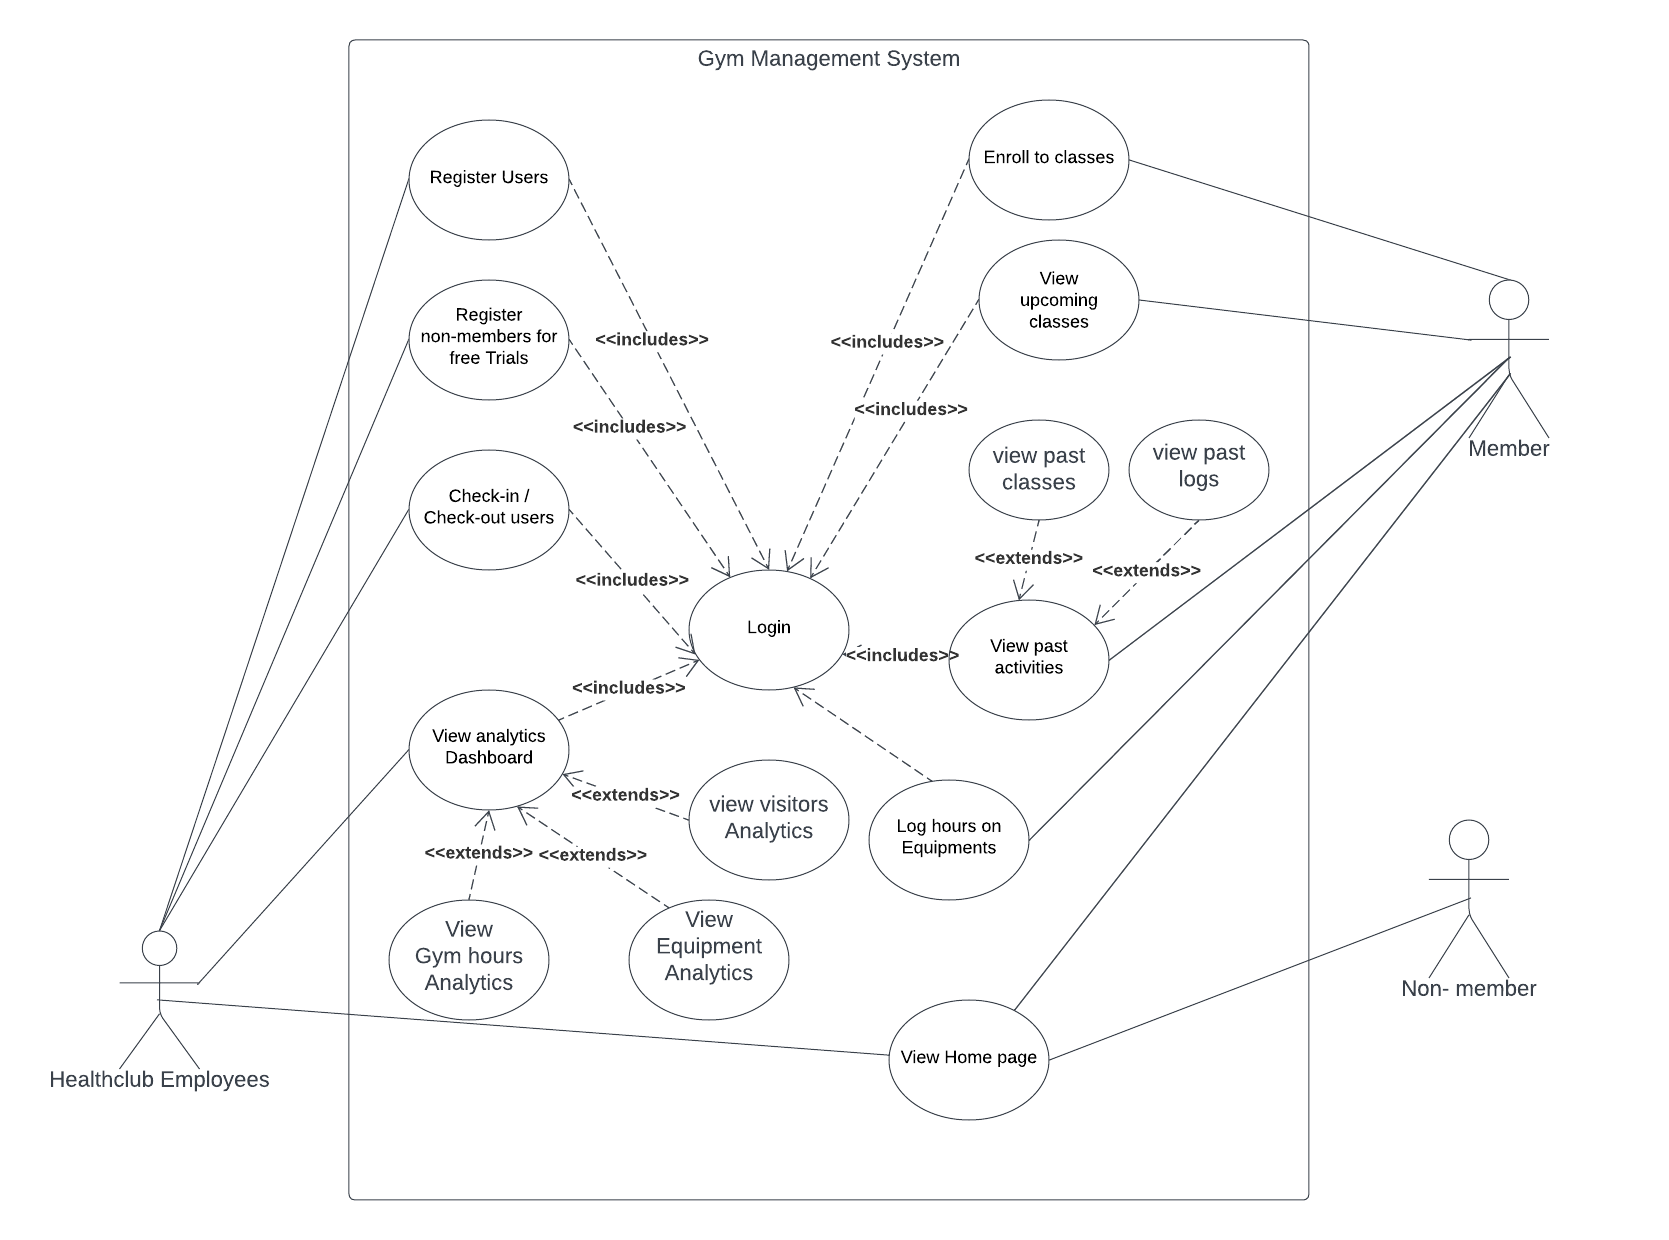 Gym Management System
Register Users
Enroll to classes
Register
non-members for
free Trials
View
upcoming
classes
<<includes>>
<<includes>>
<<includes>>
<<includes>>
Member
view past
classes
view past
logs
Check-in /
Check-out users
<<extends>>
<<extends>>
<<includes>>
Login
<<includes>>
View past
activities
<<includes>>
View analytics
Dashboard
<<extends>>
view visitors
Analytics
Log hours on
Equipments
<<extends>>
<<extends>>
View
Gym hours
Analytics
View
Equipment
Analytics
Non- member
View Home page
Healthclub Employees